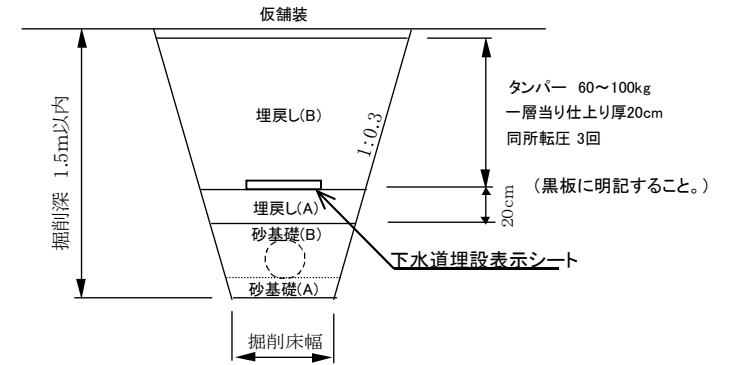 仮舗装
タンパー 60～100kg
一層当り仕上り厚20cm
同所転圧 3回
埋戻し(B)
1:0.3
掘削深 1.5m以内
(黒板に明記すること。)
20cm
埋戻し(A)
砂基礎(B)
下水道埋設表示シート
砂基礎(A)
掘削床幅